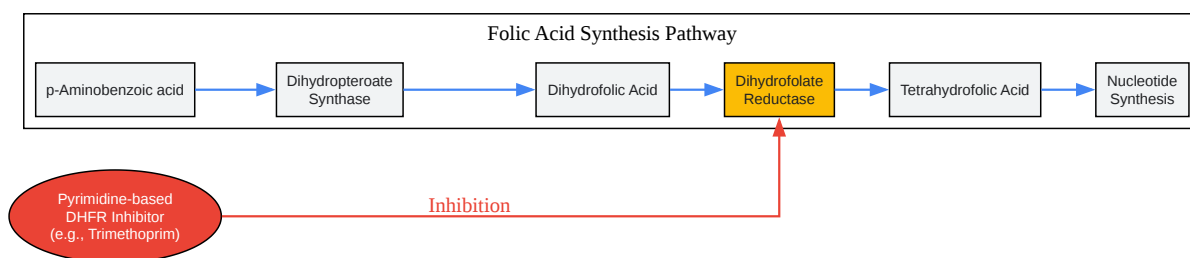 Folic Acid Synthesis Pathway
p-Aminobenzoic acid
Dihydropteroate
Synthase
Dihydrofolic Acid
Dihydrofolate
Reductase
Tetrahydrofolic Acid
Nucleotide
Synthesis
Pyrimidine-based
DHFR Inhibitor
(e.g., Trimethoprim)
Inhibition